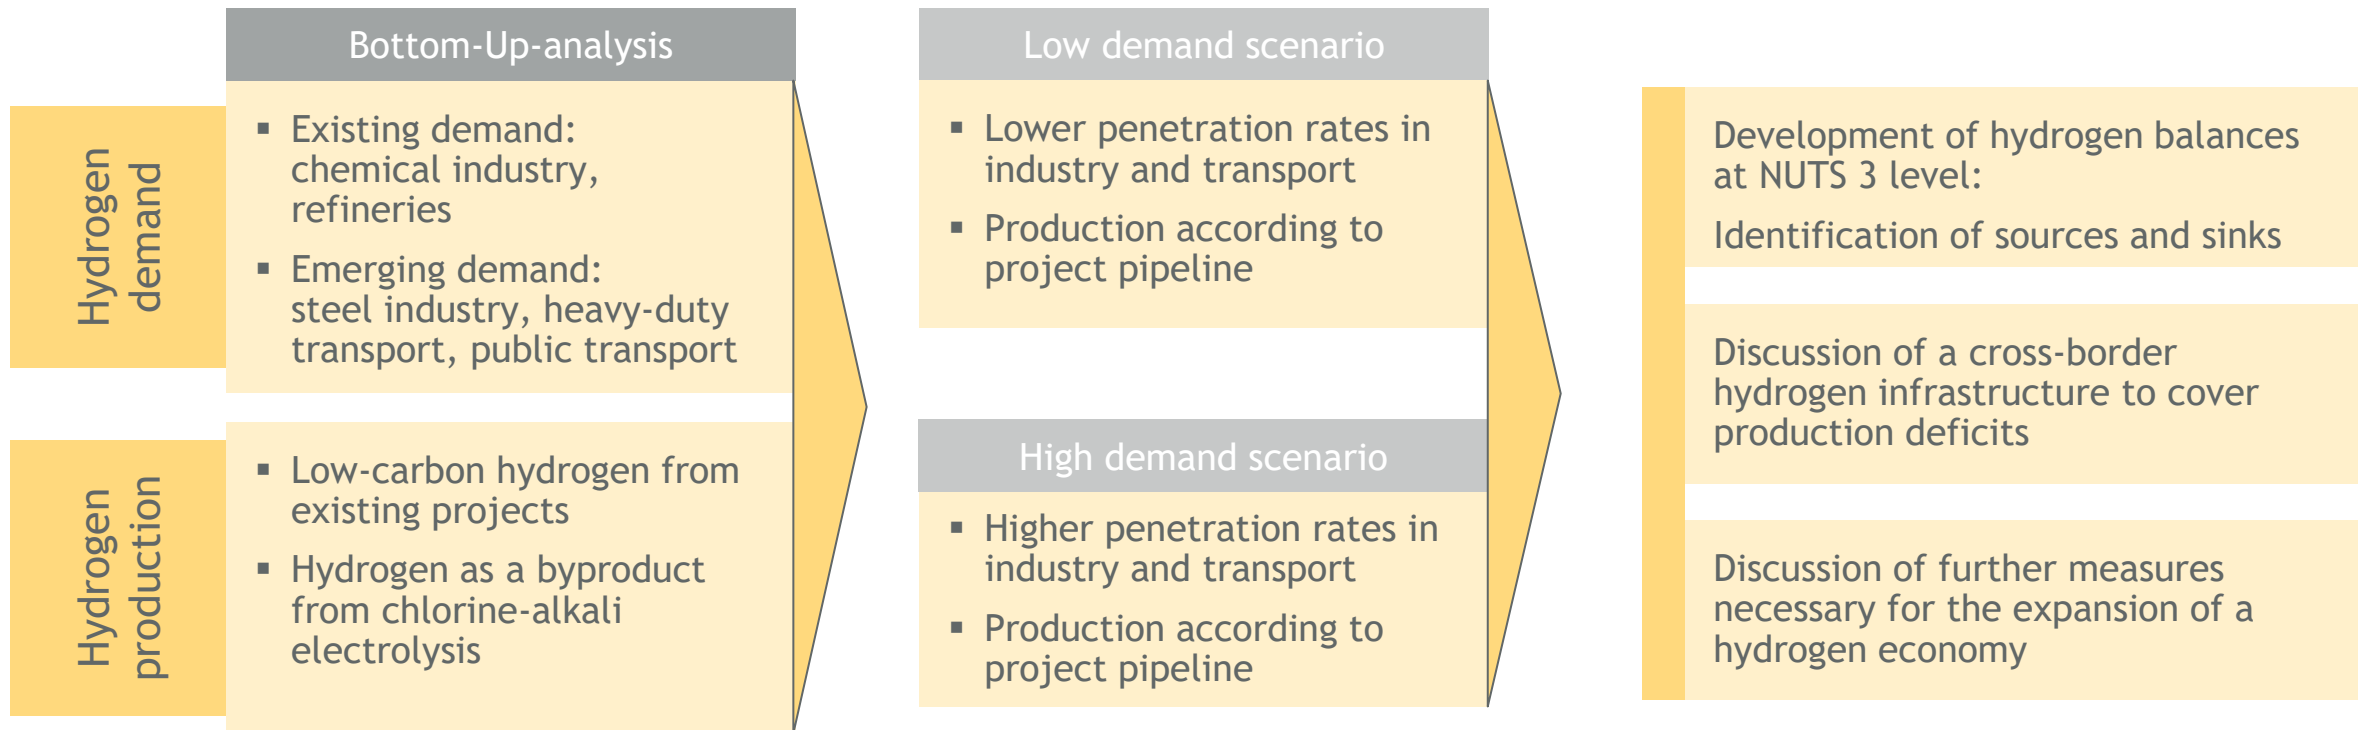 Bottom-Up-analysis
Hydrogen
demand
▪ Existing demand:
chemical industry,
refineries
▪ Emerging demand:
steel industry, heavy-duty
transport, public transport
Hydrogen
production
▪ Low-carbon hydrogen from
existing projects
▪ Hydrogen as a byproduct
from chlorine-alkali
electrolysis
Low demand scenario
▪ Lower penetration rates in
industry and transport
▪ Production according to
project pipeline
High demand scenario
▪ Higher penetration rates in
industry and transport
▪ Production according to
project pipeline
Development of hydrogen balances
at NUTS 3 level:
Identification of sources and sinks
Discussion of a cross-border
hydrogen infrastructure to cover
production deficits
Discussion of further measures
necessary for the expansion of a
hydrogen economy